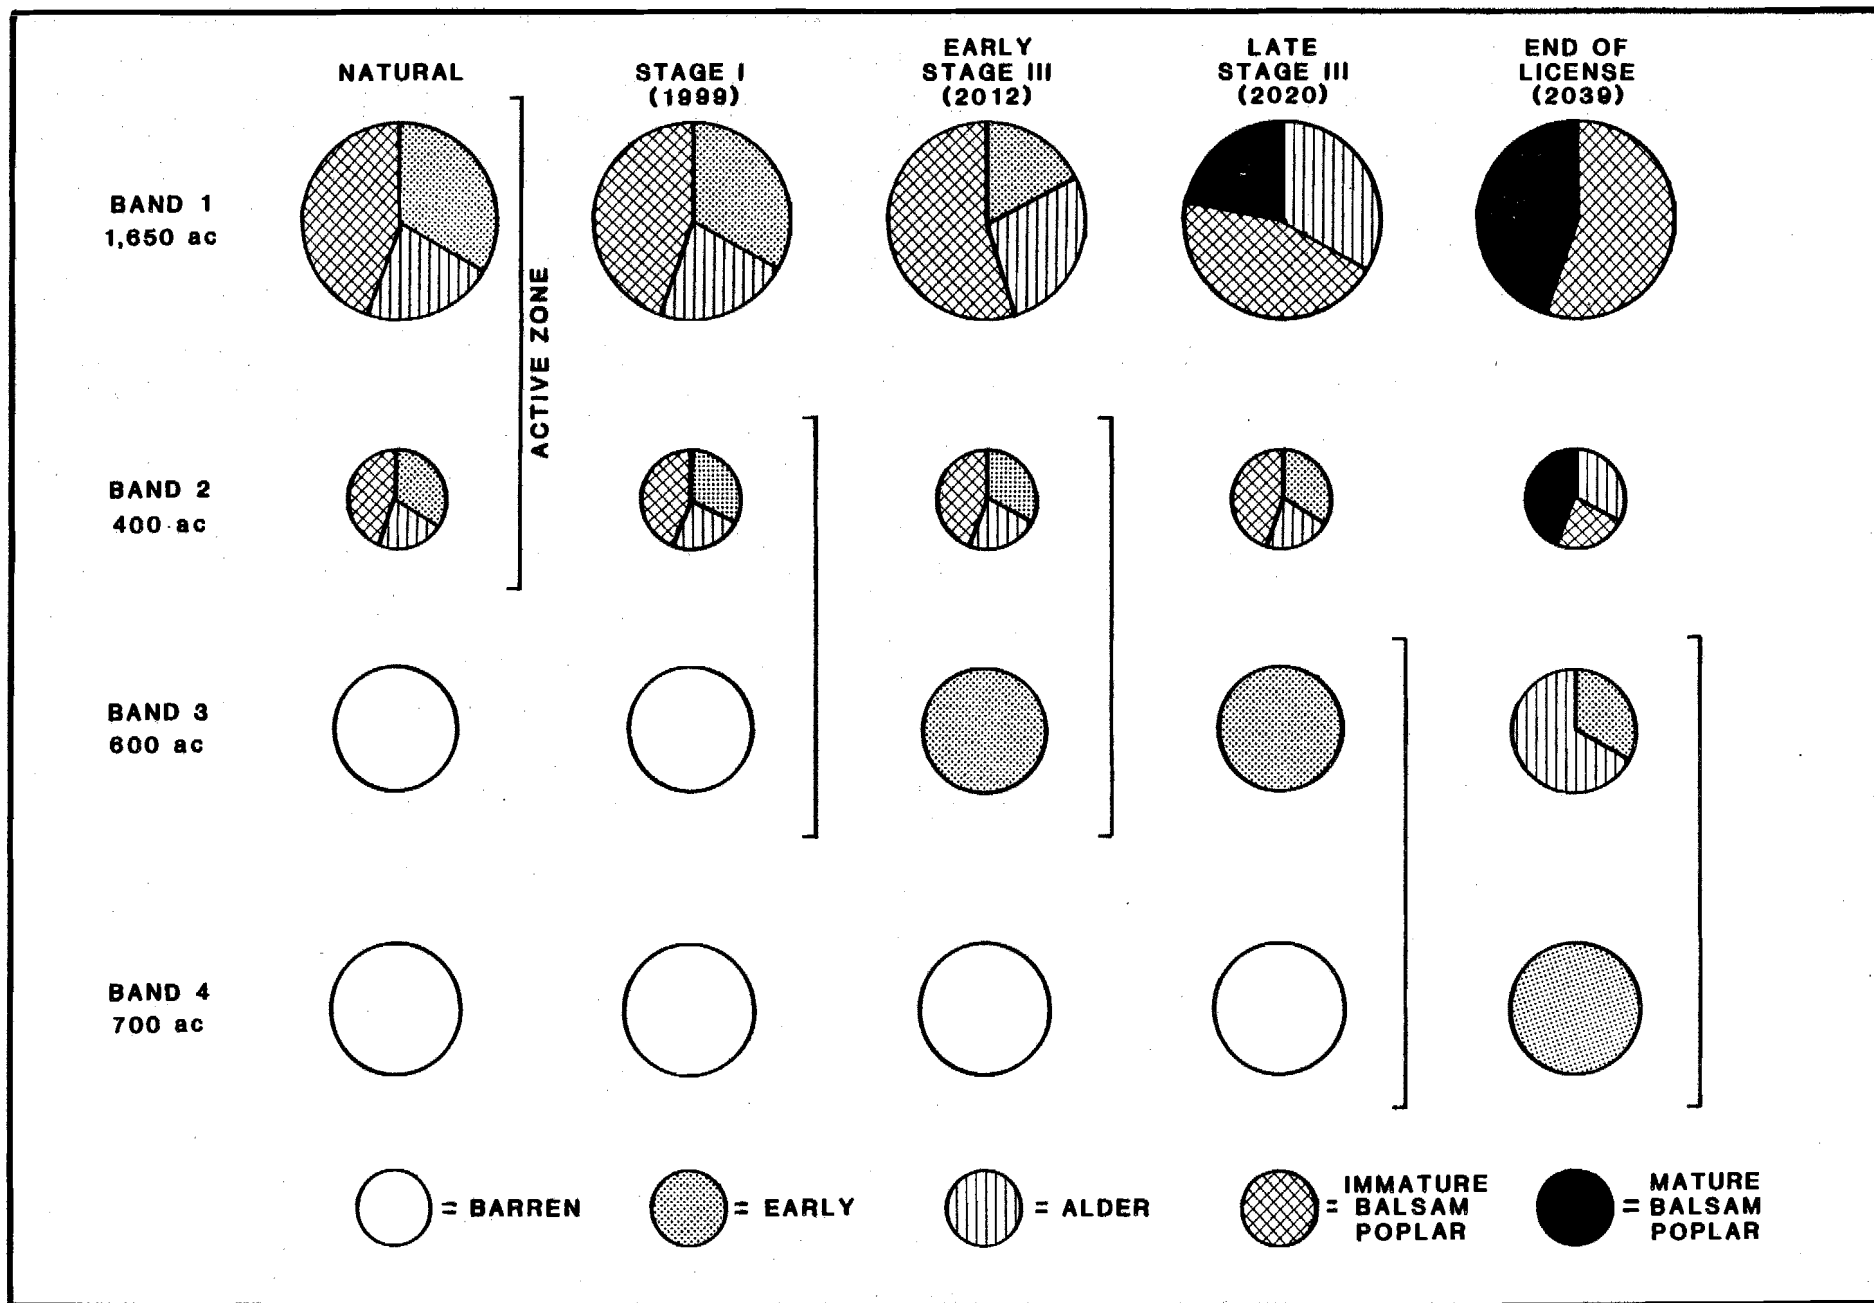 NATURAL
STAGE I
(1999)
EARLY
STAGE III
(2012)
LATE
STAGE III
(2020)
END OF
LICENSE
(2039)
BAND 1
1,650 ac
ACTIVE ZONE
BAND 2
400 ac
BAND 3
600 ac
BAND 4
700 ac
= BARREN
= EARLY
= ALDER
= IMMATURE
BALSAM
POPLAR
= MATURE
BALSAM
POPLAR